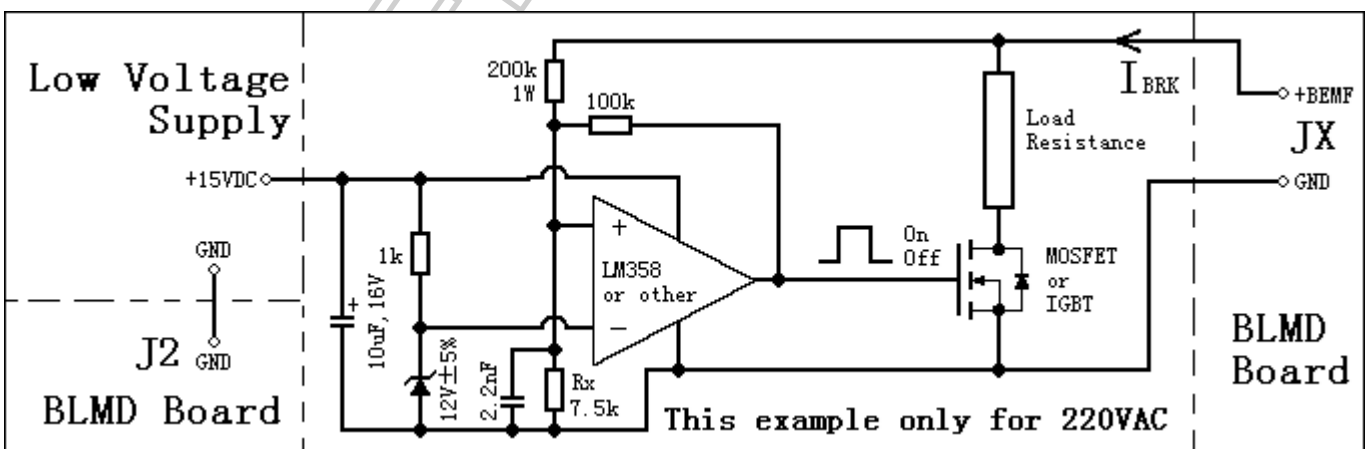 Low Voltage
Supply
+15VDC
GND
J2 GND
BLMD Board
10uF, 16V
+
1k
12V±5%
2.2nF
200k
1W
100k
+
LM358
or other
−
Rx
7.5k
On
Off
Load
Resistance
MOSFET
or
IGBT
This example only for 220VAC
IBRK
+BEMF
JX
GND
BLMD
Board